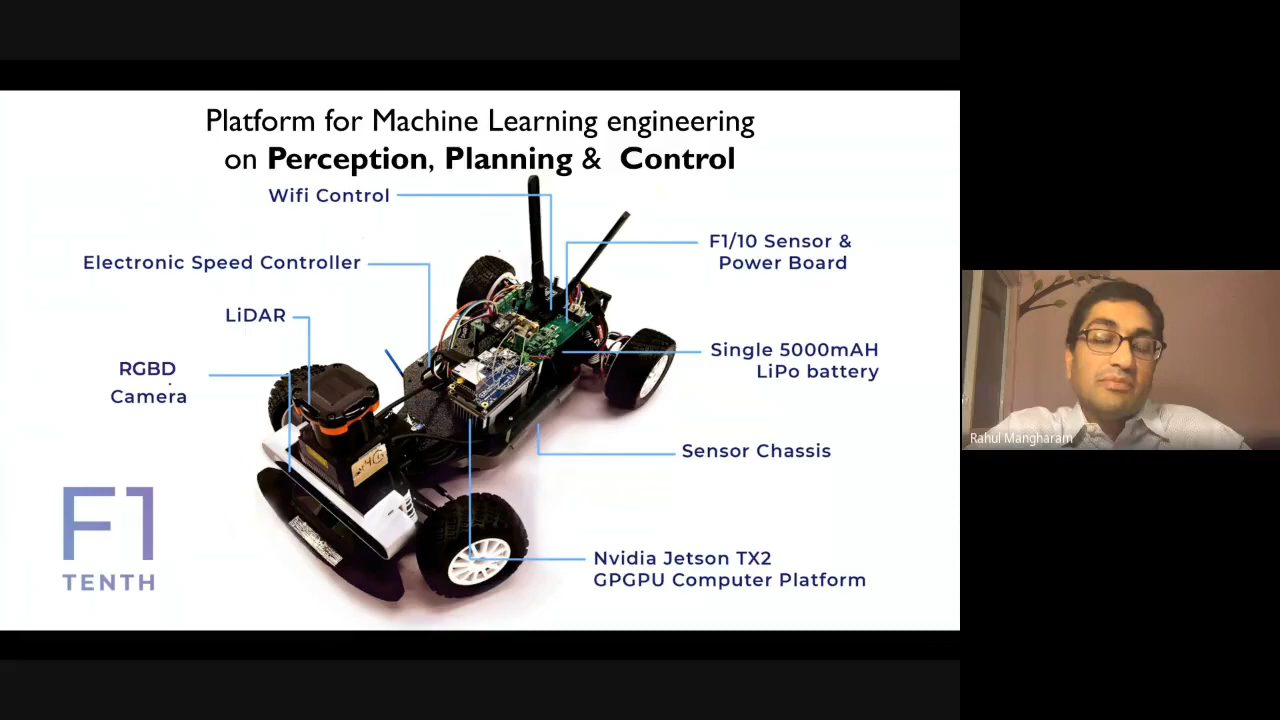 Platform for Machine Learning engineering
on Perception, Planning & Control
Wifi Control
F1/10 Sensor &
Power Board
Electronic Speed Controller
LiDAR
RGBD
Camera
Single 5000mAH
LiPo battery
Sensor Chassis
F1
TENTH
Nvidia Jetson TX2
GPGPU Computer Platform
Rahul Mangharam